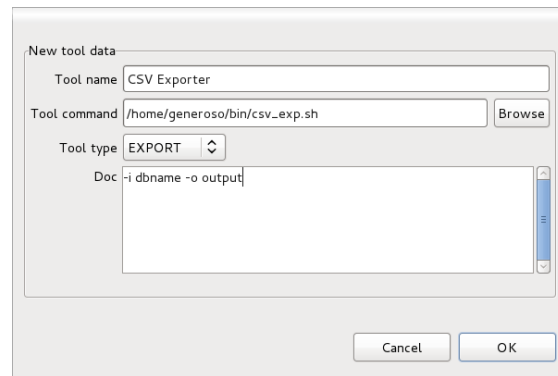 New tool data
Tool name CSV Exporter
Tool command /home/generoso/bin/csv_exp.sh Browse
Tool type EXPORT
Doc -i dbname -o output
Cancel OK